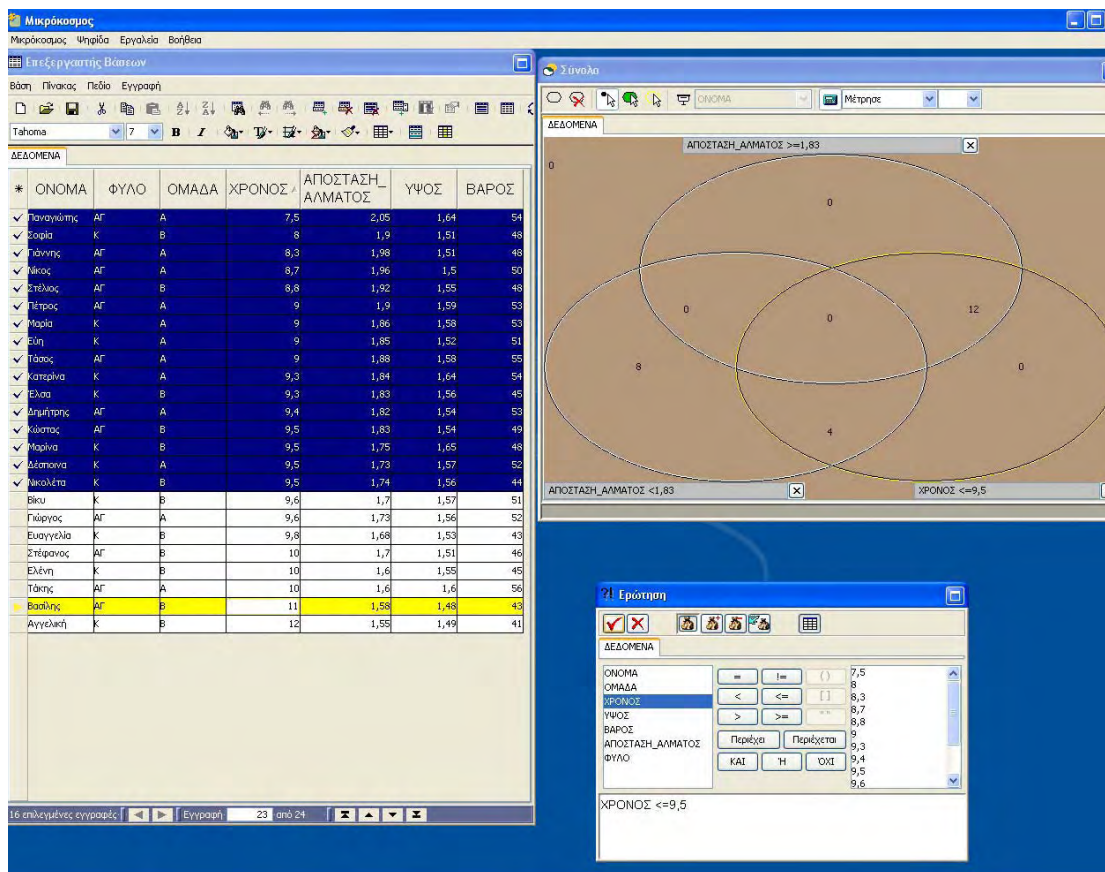 Μικρόκοσμος
Μικρόκοσμος Ψηφίδα Εργαλεία Βοήθεια
Επεξεργαστής Βάσεων
Βάση Πίνακας Πεδίο Εγγραφή
Tahoma 7 B I
ΔΕΔΟΜΕΝΑ
* ΟΝΟΜΑ ΦΥΛΟ ΟΜΑΔΑ ΧΡΟΝΟΣ ΑΠΟΣΤΑΣΗ_ΑΛΜΑΤΟΣ ΥΨΟΣ ΒΑΡΟΣ
Παναγιώτης ΑΓ Α 7,5 2,05 1,64 54
Σοφία Κ Β 8 1,9 1,51 48
Γιάννης ΑΓ Α 8,3 1,98 1,51 48
Νίκος ΑΓ Α 8,7 1,96 1,5 50
Στέλιος ΑΓ Β 8,8 1,92 1,55 48
Πέτρος ΑΓ Α 9 1,9 1,59 53
Μαρία Κ Α 9 1,86 1,58 53
Εύη Κ Α 9 1,85 1,52 51
Τάσος ΑΓ Α 9 1,88 1,58 55
Κατερίνα Κ Α 9,3 1,84 1,64 54
Έλσα Κ Β 9,3 1,83 1,56 45
Δημήτρης ΑΓ Α 9,4 1,82 1,54 53
Κώστας ΑΓ Β 9,5 1,83 1,54 49
Μαρίνα Κ Β 9,5 1,75 1,65 48
Δέσποινα Κ Α 9,5 1,73 1,57 52
Νικολέτα Κ Β 9,5 1,74 1,56 44
Βίκυ Κ Β 9,6 1,7 1,57 51
Γιώργος ΑΓ Α 9,6 1,73 1,56 52
Ευαγγελία Κ Β 9,8 1,68 1,53 43
Στέφανος ΑΓ Β 10 1,7 1,51 46
Ελένη Κ Β 10 1,6 1,55 45
Τάκης ΑΓ Α 10 1,6 1,6 56
Βασίλης ΑΓ Β 11 1,58 1,48 43
Αγγελική Κ Β 12 1,55 1,49 41
16 επιλεγμένες εγγραφές Εγγραφή 23 από 24
Σύνολο
ΟΝΟΜΑ Μέτρησε
ΔΕΔΟΜΕΝΑ
ΑΠΟΣΤΑΣΗ_ΑΛΜΑΤΟΣ >=1,83
0
0
0 0 12
8 0
4
ΑΠΟΣΤΑΣΗ_ΑΛΜΑΤΟΣ <1,83 ΧΡΟΝΟΣ <=9,5
?! Ερώτηση
ΔΕΔΟΜΕΝΑ
ΟΝΟΜΑ
ΟΜΑΔΑ
ΧΡΟΝΟΣ
ΥΨΟΣ
ΒΑΡΟΣ
ΑΠΟΣΤΑΣΗ_ΑΛΜΑΤΟΣ
ΦΥΛΟ
= != ()
< <= []
> >= ""
Περιέχει Περιέχεται
ΚΑΙ Ή ΌΧΙ
7,5
8
8,3
8,7
8,8
9
9,3
9,4
9,5
9,6
ΧΡΟΝΟΣ <=9,5